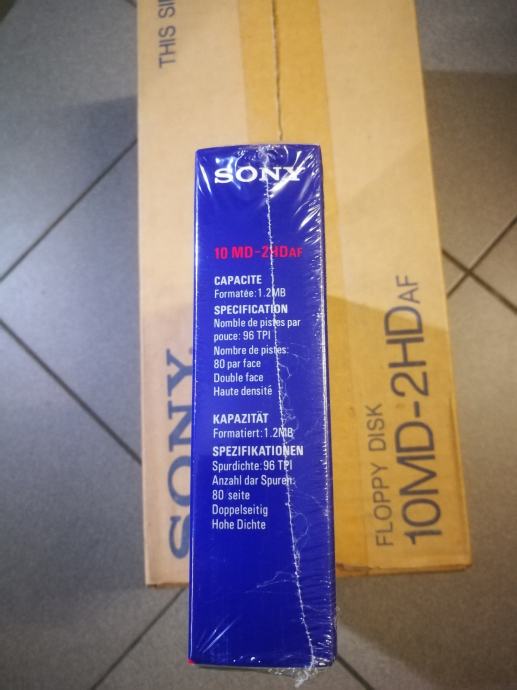 THIS SI
SONY
10 MD-2HDAF
CAPACITE
Formatée: 1.2MB
SPECIFICATION
Nomble de pistes par
pouce: 96 TPI
Nombre de pistes:
80 par face
Double face
Haute densité
KAPAZITÄT
Formatiert: 1.2MB
SPEZIFIKATIONEN
Spurdichte: 96 TPI
Anzahl dar Spuren:
80 seite
Doppelseitig
Hohe Dichte
SONY
FLOPPY DISK
10MD-2HDAF